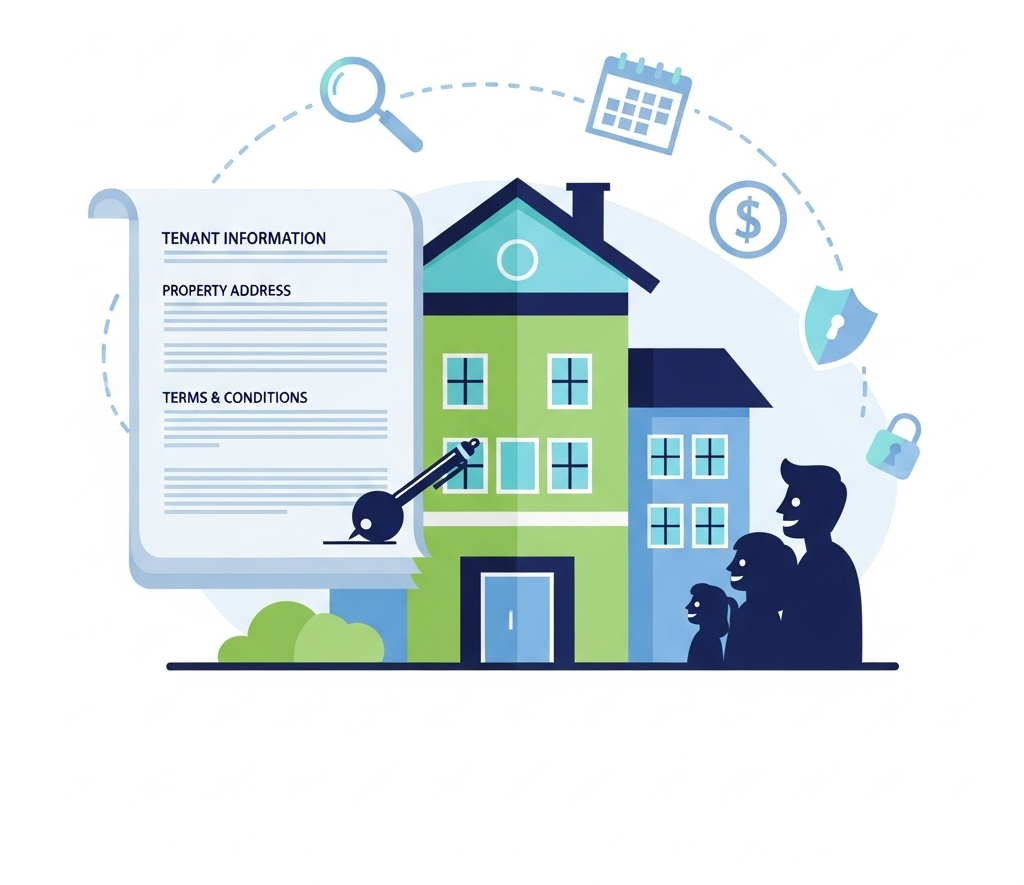 TENANT INFORMATION
PROPERTY ADDRESS
TERMS & CONDITIONS
$